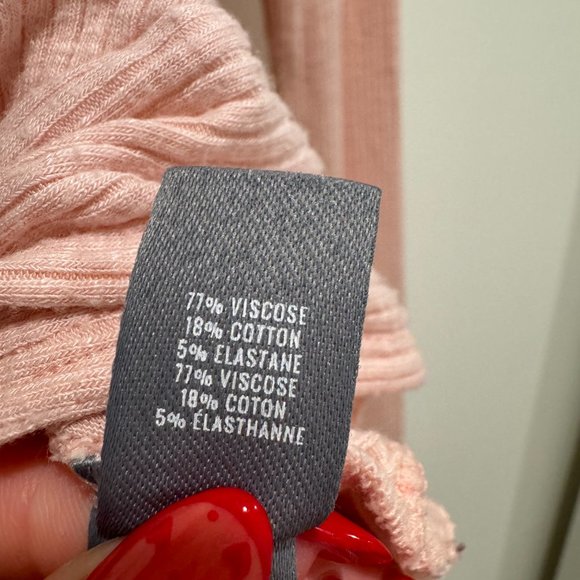 77% VISCOSE
18% COTTON
5% ELASTANE
77% VISCOSE
18% COTON
5% ÉLASTHANNE